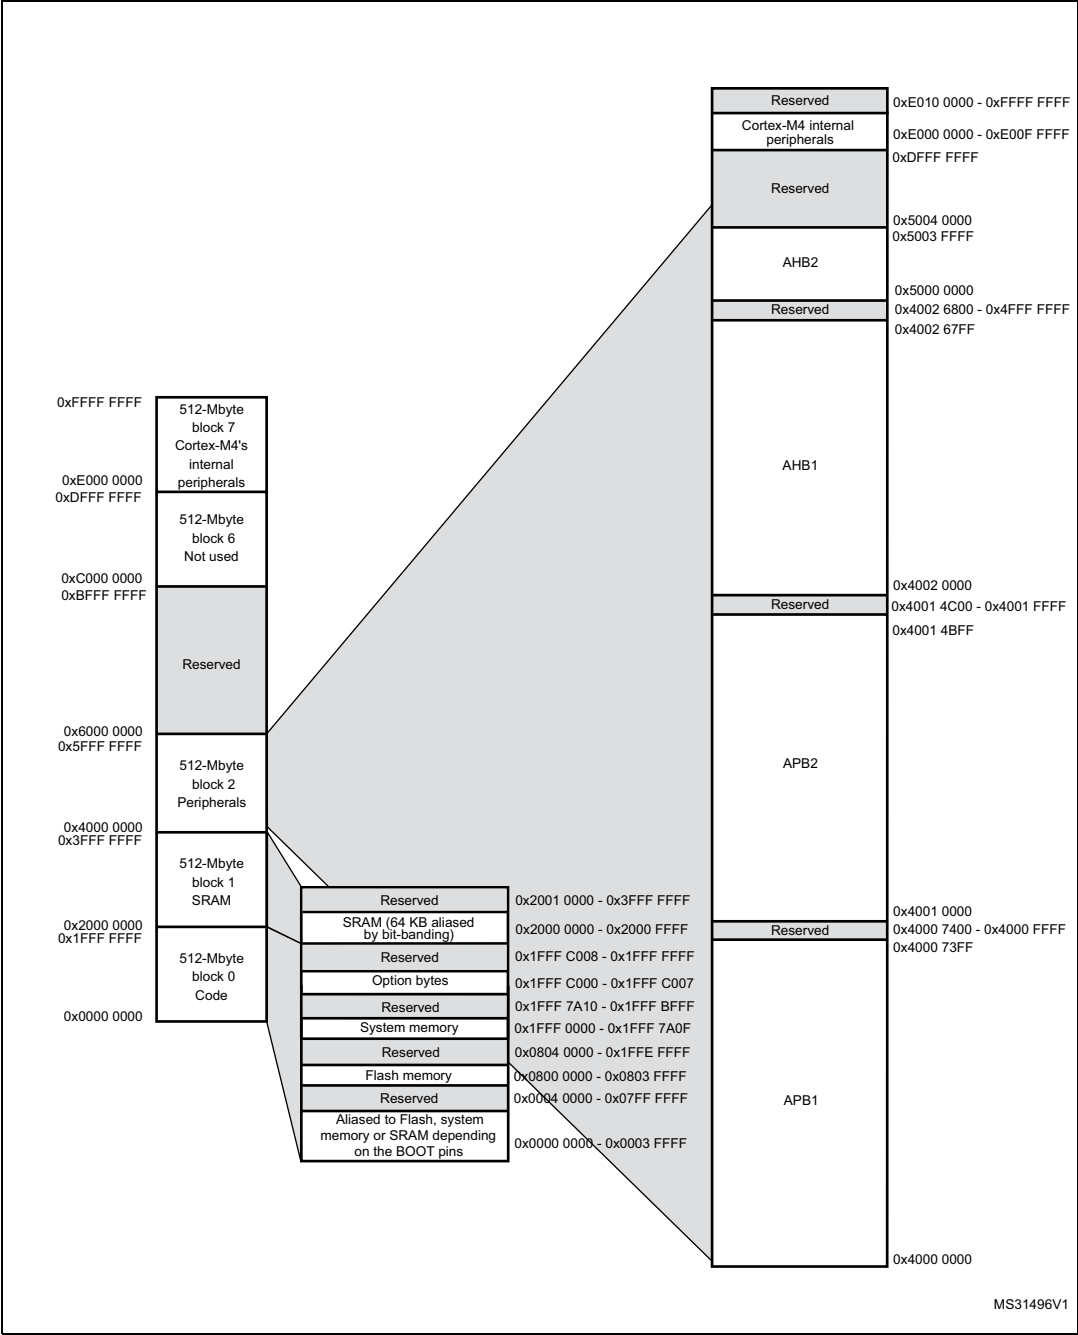 0xFFFF FFFF
512-Mbyte
block 7
Cortex-M4's
internal
peripherals
0xE000 0000
0xDFFF FFFF
512-Mbyte
block 6
Not used
0xC000 0000
0xBFFF FFFF
Reserved
0x6000 0000
0x5FFF FFFF
512-Mbyte
block 2
Peripherals
0x4000 0000
0x3FFF FFFF
512-Mbyte
block 1
SRAM
0x2000 0000
0x1FFF FFFF
512-Mbyte
block 0
Code
0x0000 0000
Reserved 0x2001 0000 - 0x3FFF FFFF
SRAM (64 KB aliased
by bit-banding)
0x2000 0000 - 0x2000 FFFF
Reserved 0x1FFF C008 - 0x1FFF FFFF
Option bytes 0x1FFF C000 - 0x1FFF C007
Reserved 0x1FFF 7A10 - 0x1FFF BFFF
System memory 0x1FFF 0000 - 0x1FFF 7A0F
Reserved 0x0804 0000 - 0x1FFE FFFF
Flash memory 0x0800 0000 - 0x0803 FFFF
Reserved 0x0004 0000 - 0x07FF FFFF
Aliased to Flash, system
memory or SRAM depending
on the BOOT pins
0x0000 0000 - 0x0003 FFFF
Reserved 0xE010 0000 - 0xFFFF FFFF
Cortex-M4 internal
peripherals
0xE000 0000 - 0xE00F FFFF
0xDFFF FFFF
Reserved
0x5004 0000
0x5003 FFFF
AHB2
0x5000 0000
Reserved 0x4002 6800 - 0x4FFF FFFF
0x4002 67FF
AHB1
0x4002 0000
Reserved 0x4001 4C00 - 0x4001 FFFF
0x4001 4BFF
APB2
0x4001 0000
Reserved 0x4000 7400 - 0x4000 FFFF
0x4000 73FF
APB1
0x4000 0000
MS31496V1